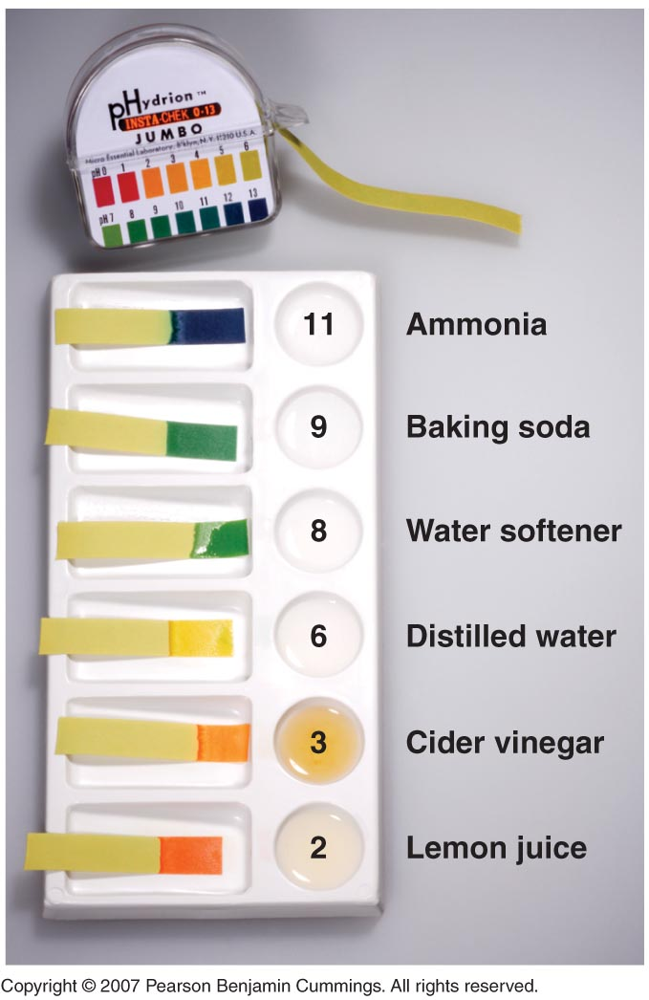 pHydrion ™
INSTA-CHEK 0-13
JUMBO
Micro Essential Laboratory, B'klyn, N.Y. 11210 U.S.A.
pH 0 1 2 3 4 5 6
pH 7 8 9 10 11 12 13
11 Ammonia
9 Baking soda
8 Water softener
6 Distilled water
3 Cider vinegar
2 Lemon juice
Copyright © 2007 Pearson Benjamin Cummings. All rights reserved.